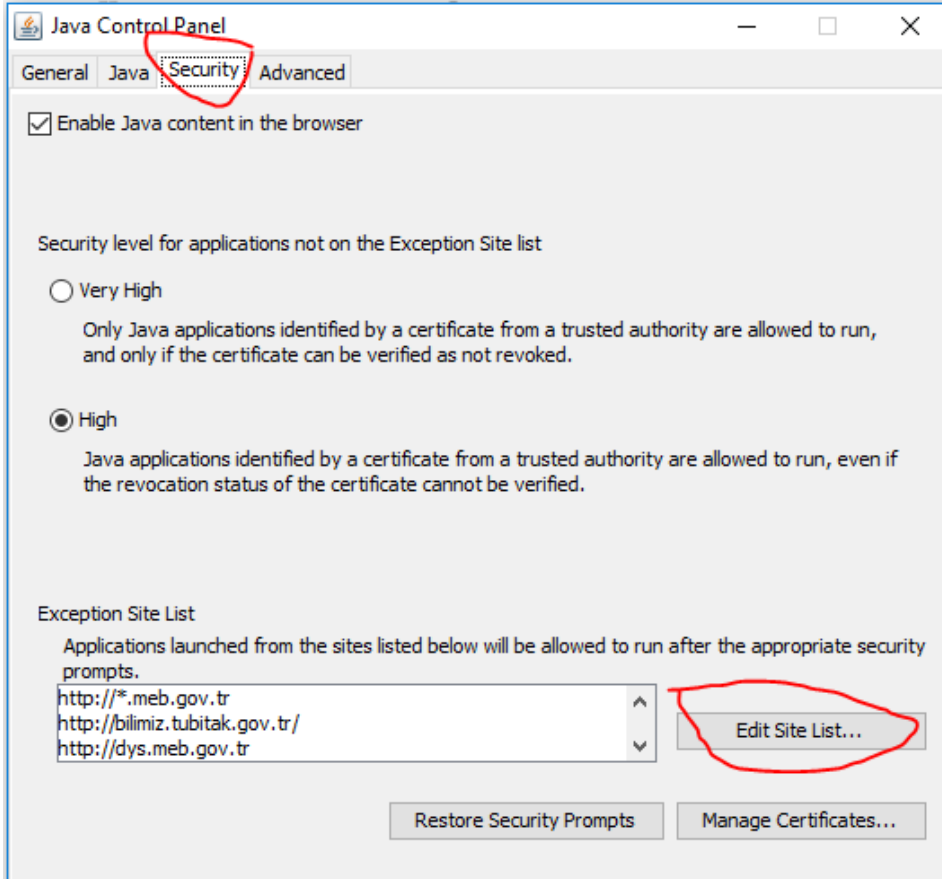 Java Control Panel
General Java Security Advanced
Enable Java content in the browser
Security level for applications not on the Exception Site list
Very High
Only Java applications identified by a certificate from a trusted authority are allowed to run,
and only if the certificate can be verified as not revoked.
High
Java applications identified by a certificate from a trusted authority are allowed to run, even if
the revocation status of the certificate cannot be verified.
Exception Site List
Applications launched from the sites listed below will be allowed to run after the appropriate security
prompts.
http://*.meb.gov.tr
http://bilimiz.tubitak.gov.tr/
http://dys.meb.gov.tr
Edit Site List...
Restore Security Prompts
Manage Certificates...